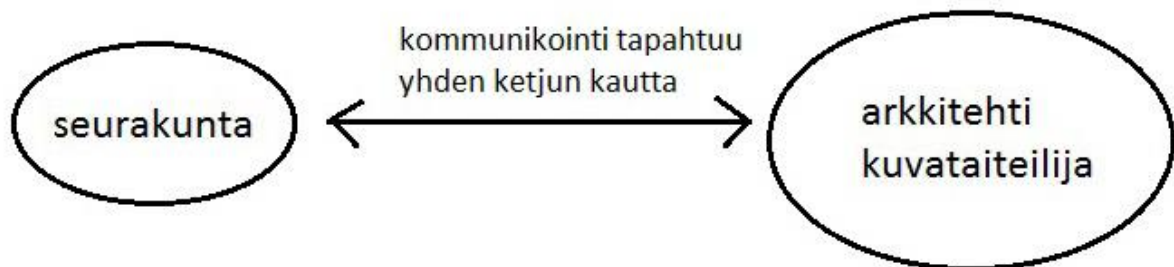 kommunikointi tapahtuu
yhden ketjun kautta
seurakunta
arkkitehti
kuvataiteilija